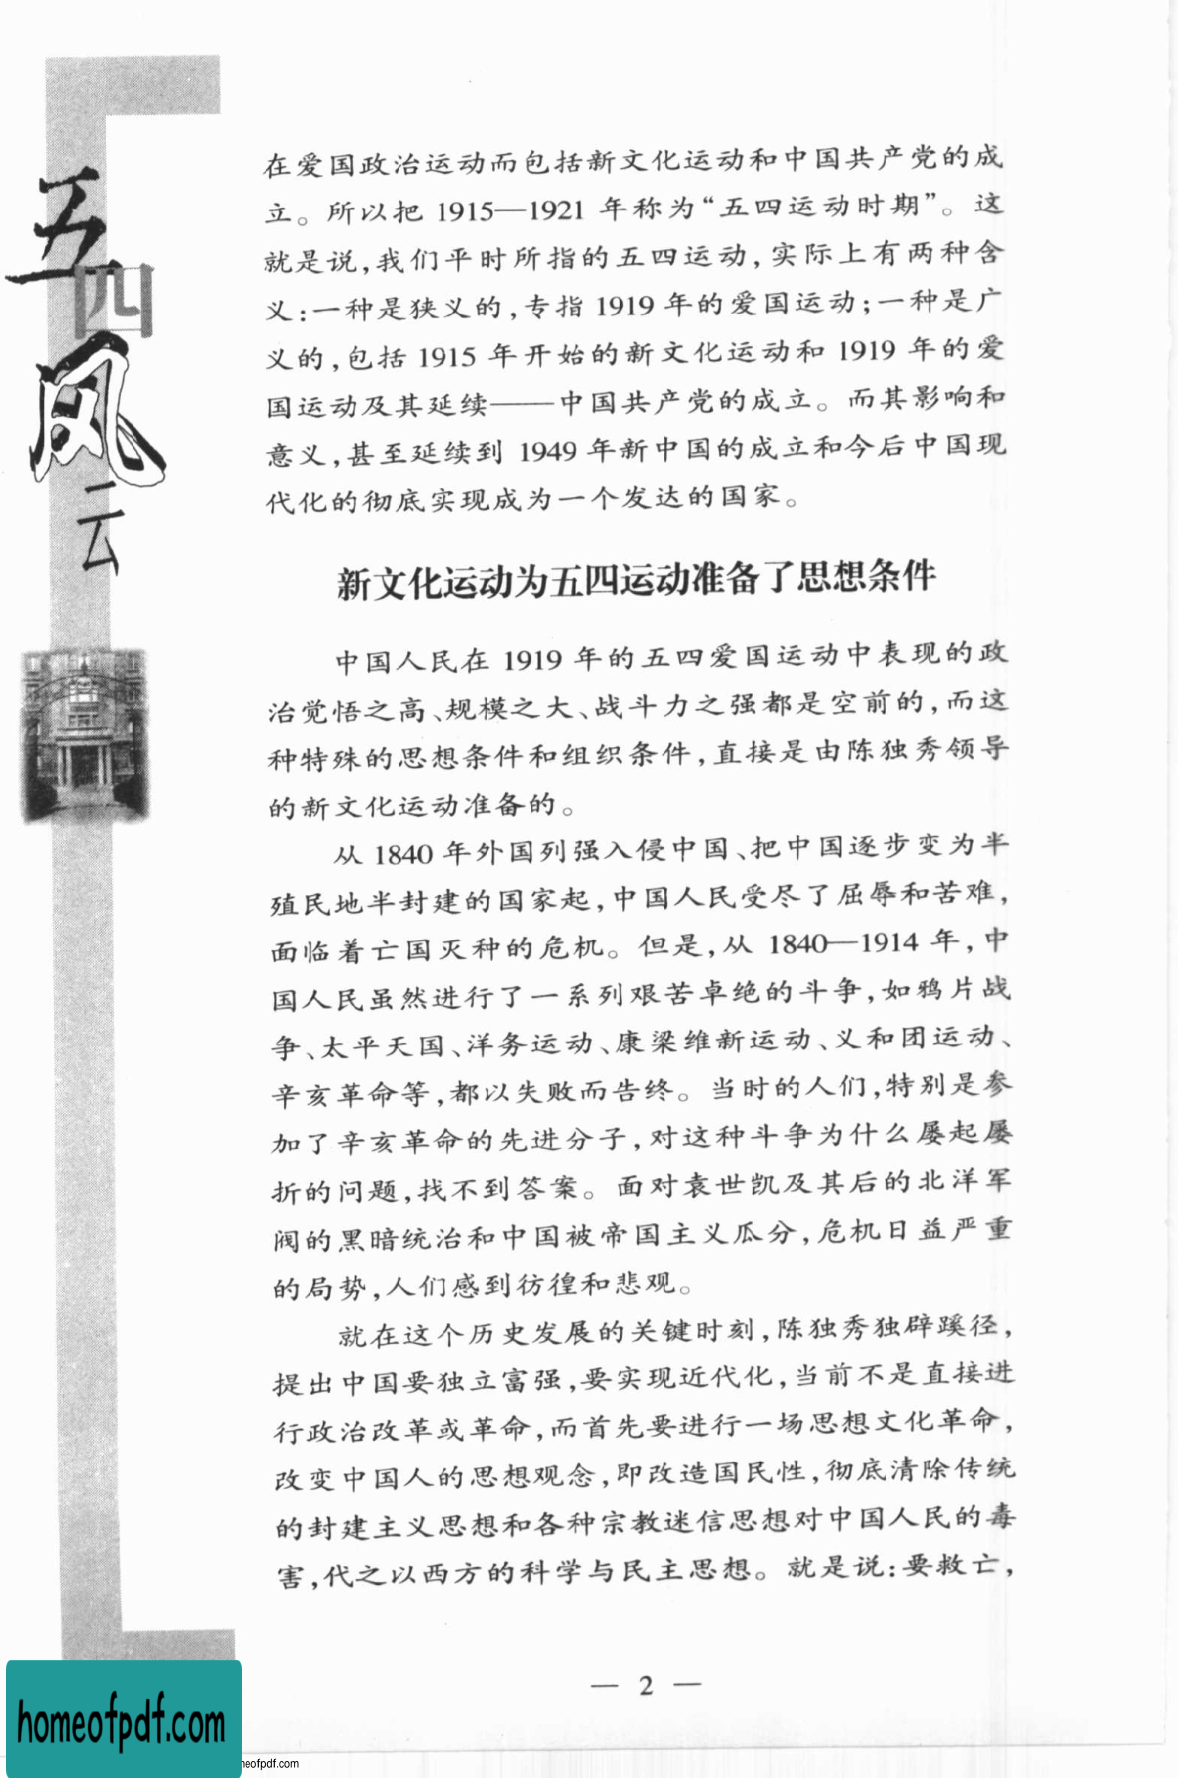 五四风云
在爱国政治运动而包括新文化运动和中国共产党的成
立。所以把 1915—1921 年称为“五四运动时期”。这
就是说,我们平时所指的五四运动,实际上有两种含
义:一种是狭义的,专指 1919 年的爱国运动;一种是广
义的,包括 1915 年开始的新文化运动和 1919 年的爱
国运动及其延续——中国共产党的成立。而其影响和
意义,甚至延续到 1949 年新中国的成立和今后中国现
代化的彻底实现成为一个发达的国家。
新文化运动为五四运动准备了思想条件
中国人民在 1919 年的五四爱国运动中表现的政
治觉悟之高、规模之大、战斗力之强都是空前的,而这
种特殊的思想条件和组织条件,直接是由陈独秀领导
的新文化运动准备的。
从 1840 年外国列强入侵中国、把中国逐步变为半
殖民地半封建的国家起,中国人民受尽了屈辱和苦难,
面临着亡国灭种的危机。但是,从 1840—1914 年,中
国人民虽然进行了一系列艰苦卓绝的斗争,如鸦片战
争、太平天国、洋务运动、康梁维新运动、义和团运动、
辛亥革命等,都以失败而告终。当时的人们,特别是参
加了辛亥革命的先进分子,对这种斗争为什么屡起屡
折的问题,找不到答案。面对袁世凯及其后的北洋军
阀的黑暗统治和中国被帝国主义瓜分,危机日益严重
的局势,人们感到彷徨和悲观。
就在这个历史发展的关键时刻,陈独秀独辟蹊径,
提出中国要独立富强,要实现近代化,当前不是直接进
行政治改革或革命,而首先要进行一场思想文化革命,
改变中国人的思想观念,即改造国民性,彻底清除传统
的封建主义思想和各种宗教迷信思想对中国人民的毒
害,代之以西方的科学与民主思想。就是说:要救亡,
— 2 —
homeofpdf.com
neofpdf.com